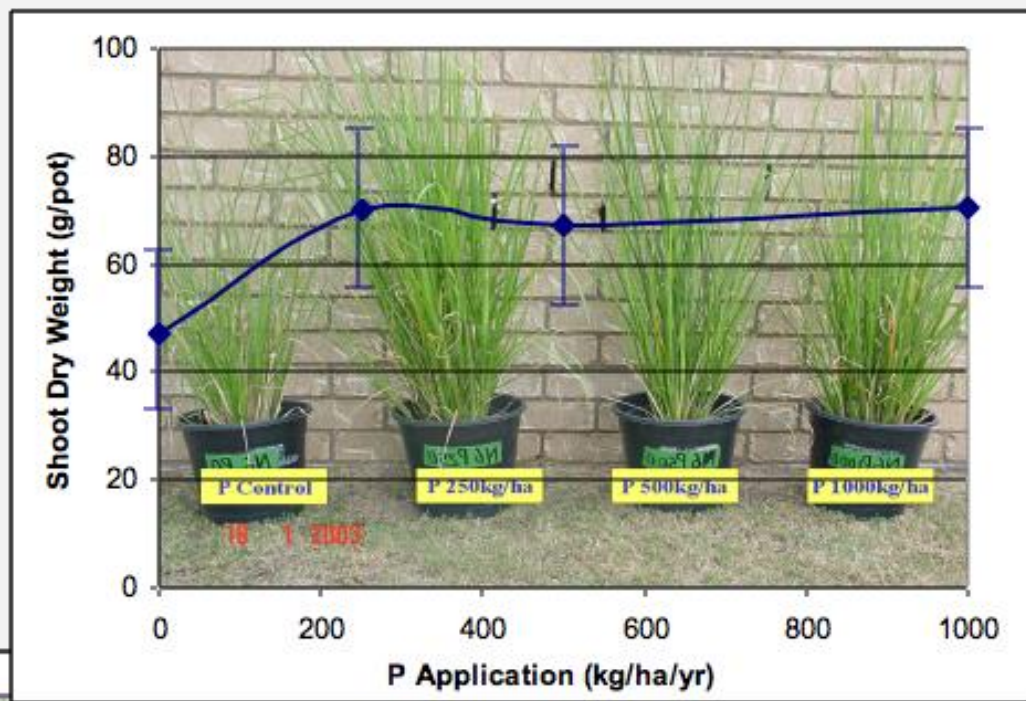 100
80
60
40
20
0
Shoot Dry Weight (g/pot)
P Control
P 250kg/ha
P 500kg/ha
P 1000kg/ha
0 200 400 600 800 1000
P Application (kg/ha/yr)